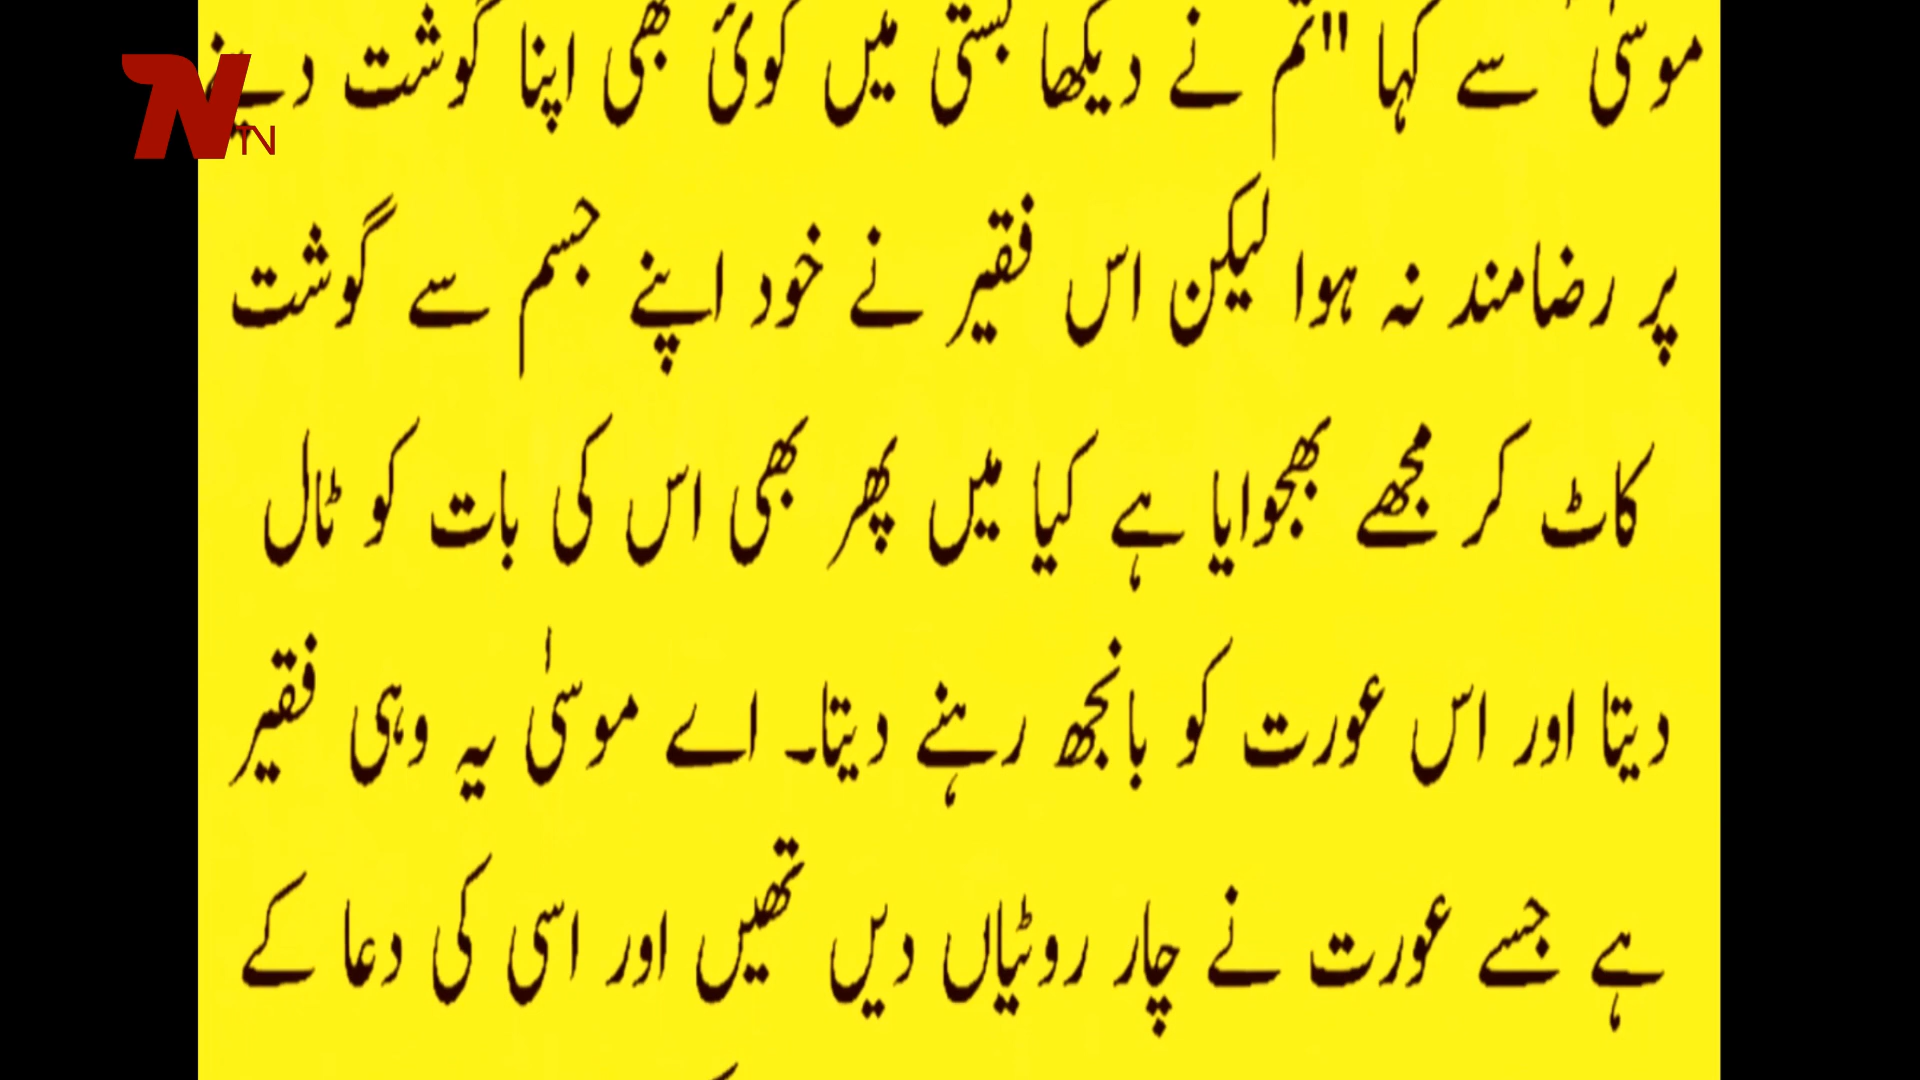 موسیٰ سے کہا "تم نے دیکھا بستی میں کوئ بھی اپنا گوشت دینے
پر رضامند نہ ہوا لیکن اس فقیر نے خود اپنے جسم سے گوشت
کاٹ کر مجھے بھجوایا ہے کیا میں پھر بھی اس کی بات کو ٹال
دیتا اور اس عورت کو بانجھ رہنے دیتا۔ اے موسیٰ یہ وہی فقیر
ہے جسے عورت نے چار روٹیاں دیں تھیں اور اسی کی دعا کے
TN